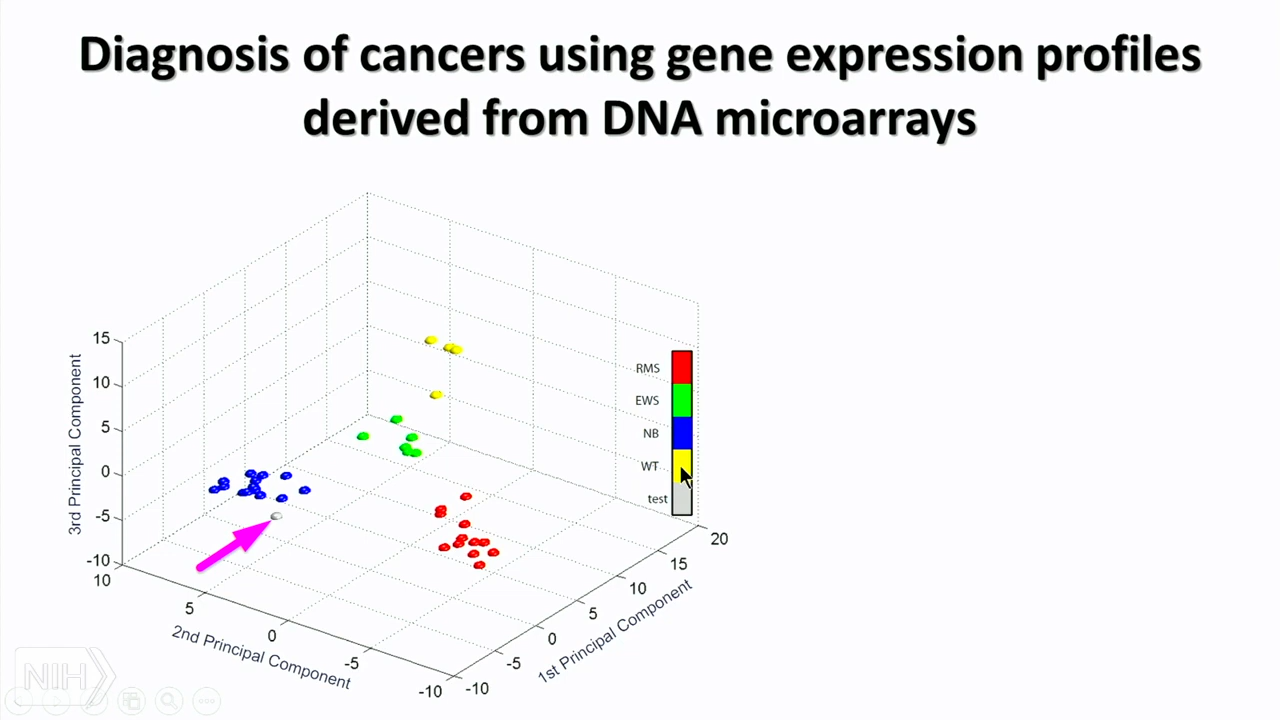 Diagnosis of cancers using gene expression profiles
derived from DNA microarrays
15
10
5
0
-5
-10
3rd Principal Component
10
5
0
-5
-10
2nd Principal Component
-10
-5
0
5
10
15
20
1st Principal Component
RMS
EWS
NB
WT
test
NIH